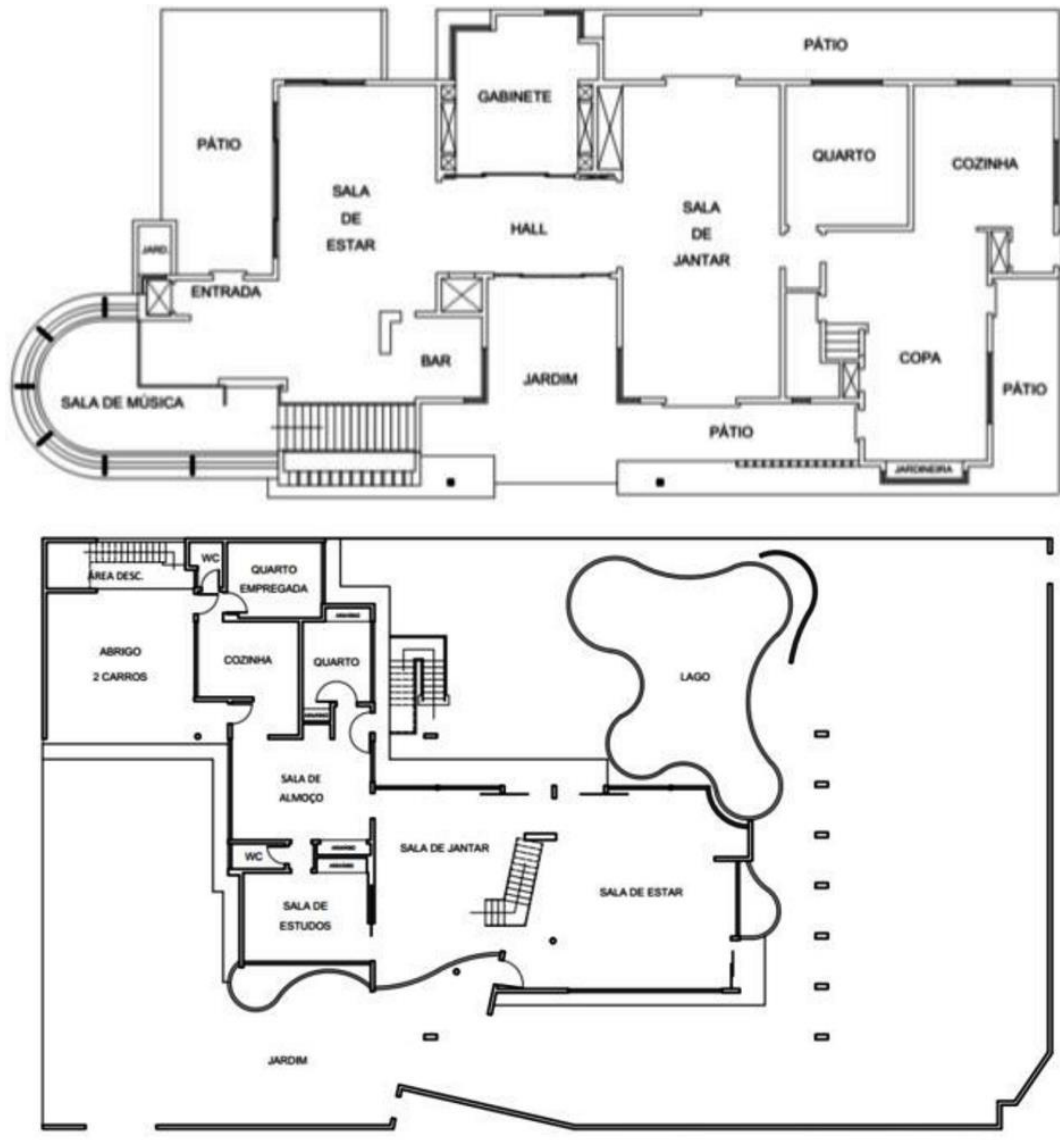 PÁTIO
GABINETE
PÁTIO
QUARTO
COZINHA
SALA
DE
ESTAR
SALA
DE
JANTAR
HALL
JARD.
ENTRADA
BAR
COPA
JARDIM
PÁTIO
SALA DE MÚSICA
PÁTIO
JARDINEIRA
WC
ÁREA DESC.
QUARTO
EMPREGADA
ABRIGO
2 CARROS
COZINHA
QUARTO
LAGO
SALA DE
ALMOÇO
SALA DE JANTAR
WC
SALA DE ESTAR
SALA DE
ESTUDOS
JARDIM